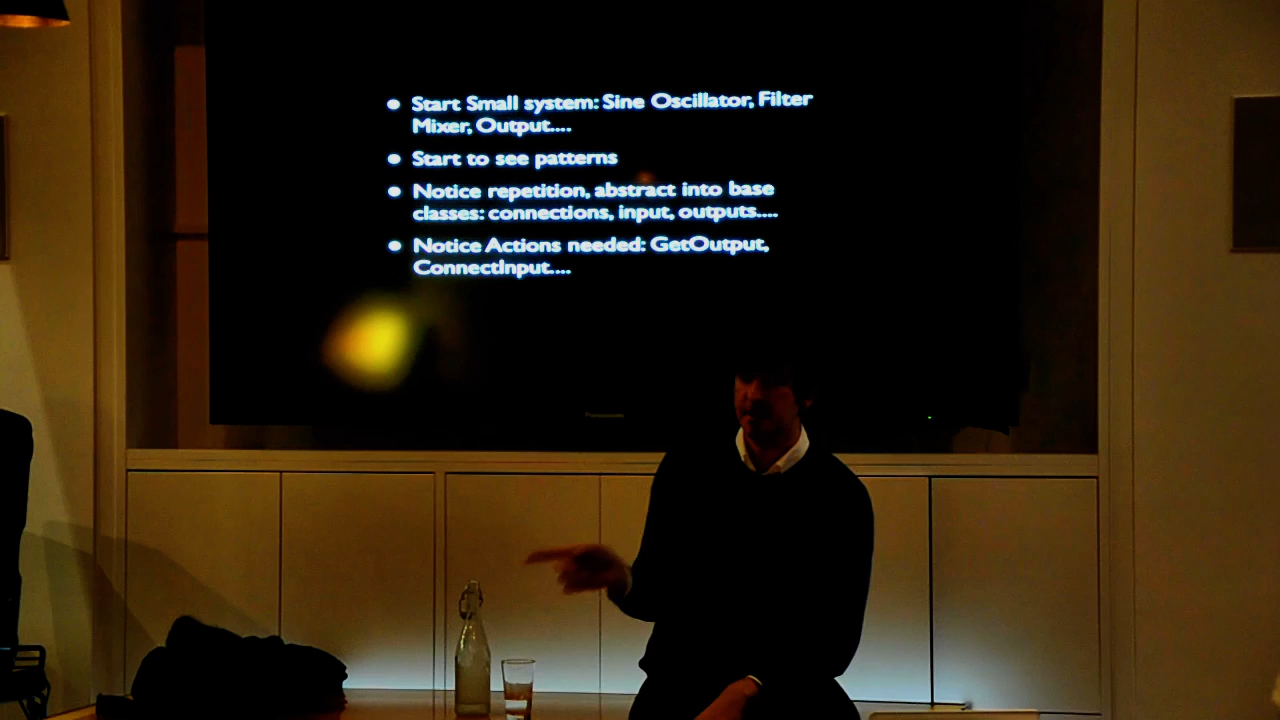 • Start Small system: Sine Oscillator, Filter
Mixer, Output....
• Start to see patterns
• Notice repetition, abstract into base
classes: connections, input, outputs....
• Notice Actions needed: GetOutput,
ConnectInput....
Panasonic